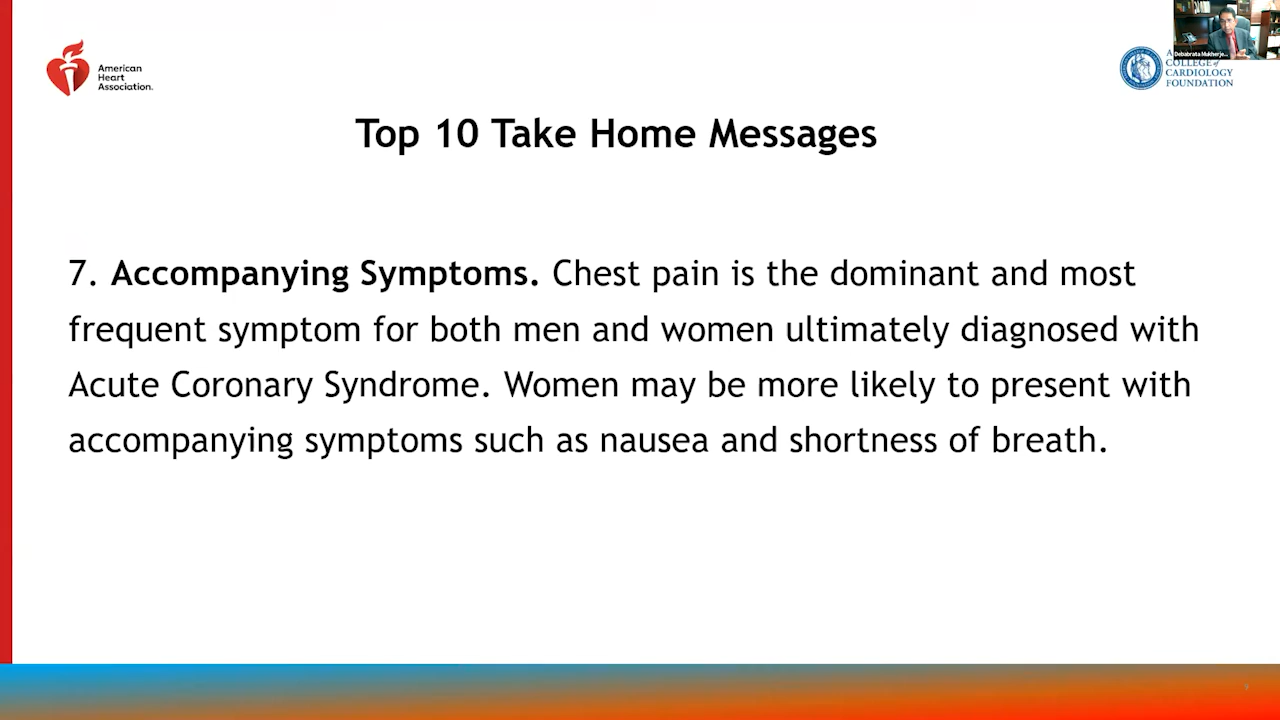 Debabrata Mukherje...
American
Heart
Association.
COLLEGE of
CARDIOLOGY
FOUNDATION
Top 10 Take Home Messages
7. Accompanying Symptoms. Chest pain is the dominant and most
frequent symptom for both men and women ultimately diagnosed with
Acute Coronary Syndrome. Women may be more likely to present with
accompanying symptoms such as nausea and shortness of breath.